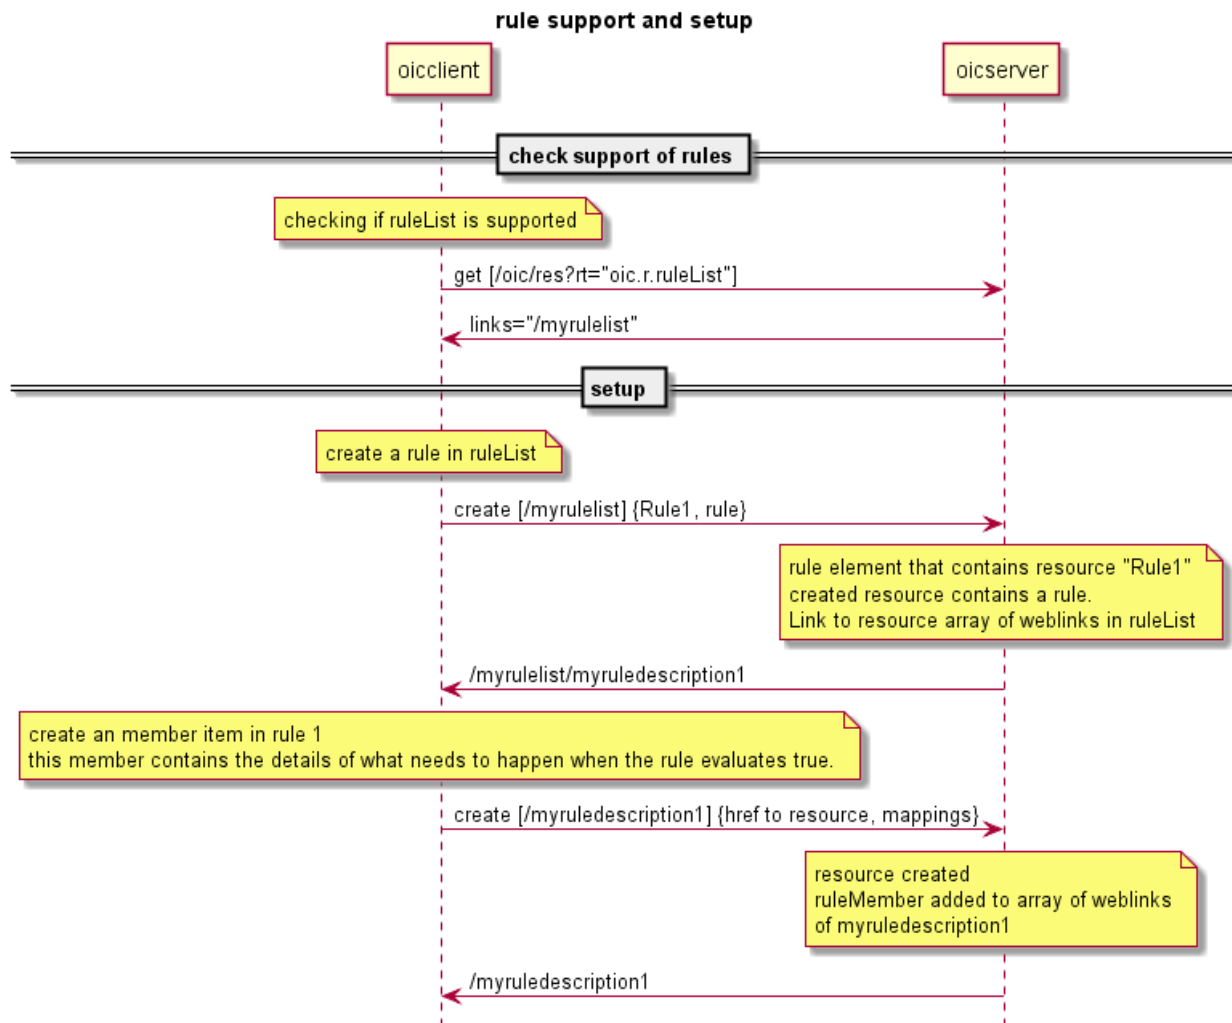 rule support and setup
oicclient
oicserver
check support of rules
checking if ruleList is supported
get [/oic/res?rt="oic.r.ruleList"]
links="/myrulelist"
setup
create a rule in ruleList
create [/myrulelist] {Rule1, rule}
rule element that contains resource "Rule1"
created resource contains a rule.
Link to resource array of weblinks in ruleList
/myrulelist/myruledescription1
create an member item in rule 1
this member contains the details of what needs to happen when the rule evaluates true.
create [/myruledescription1] {href to resource, mappings}
resource created
ruleMember added to array of weblinks
of myruledescription1
/myruledescription1